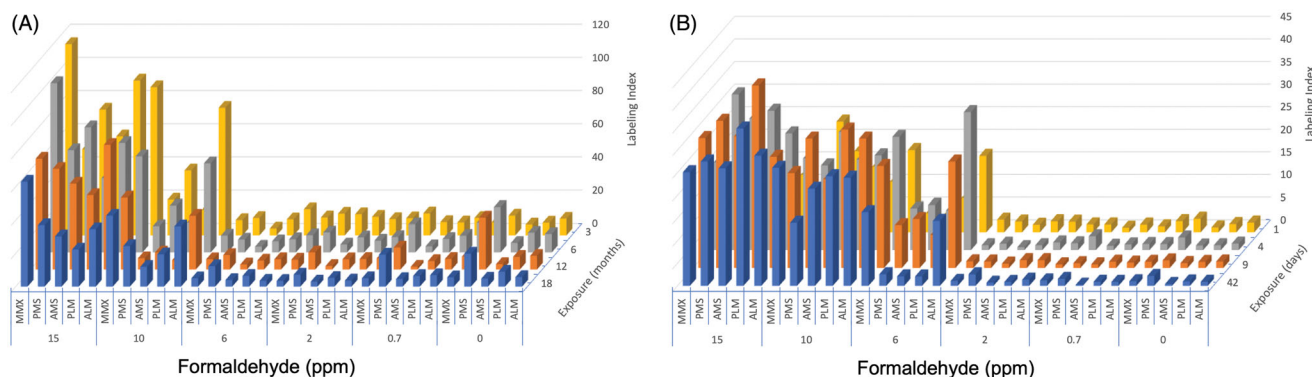 (A)
120
100
80
60
40
20
0
Labeling Index
3
6
12
18
Exposure (months)
MMX PMS AMS PLM ALM MMX PMS AMS PLM ALM MMX PMS AMS PLM ALM MMX PMS AMS PLM ALM MMX PMS AMS PLM ALM MMX PMS AMS PLM ALM
15 10 6 2 0.7 0
Formaldehyde (ppm)
(B)
45
40
35
30
25
20
15
10
5
0
Labeling Index
1
4
9
42
Exposure (days)
MMX PMS AMS PLM ALM MMX PMS AMS PLM ALM MMX PMS AMS PLM ALM MMX PMS AMS PLM ALM MMX PMS AMS PLM ALM MMX PMS AMS PLM ALM
15 10 6 2 0.7 0
Formaldehyde (ppm)